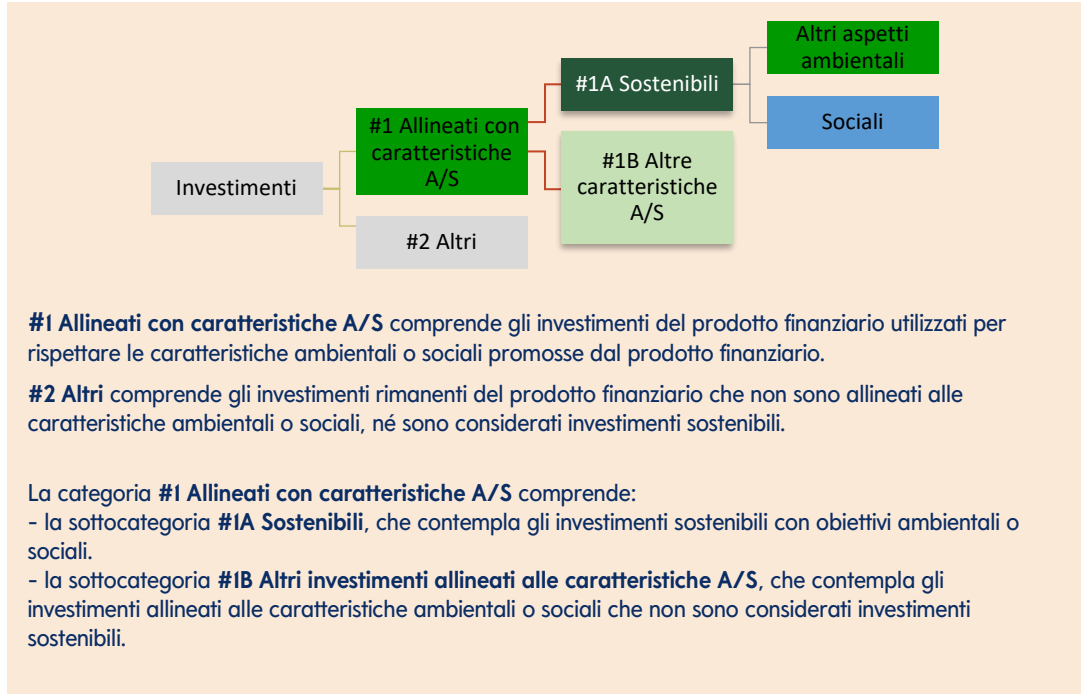 Altri aspetti
ambientali
#1A Sostenibili
#1 Allineati con
caratteristiche
A/S
Sociali
#1B Altre
caratteristiche
A/S
Investimenti
#2 Altri
#1 Allineati con caratteristiche A/S comprende gli investimenti del prodotto finanziario utilizzati per
rispettare le caratteristiche ambientali o sociali promosse dal prodotto finanziario.
#2 Altri comprende gli investimenti rimanenti del prodotto finanziario che non sono allineati alle
caratteristiche ambientali o sociali, né sono considerati investimenti sostenibili.
La categoria #1 Allineati con caratteristiche A/S comprende:
- la sottocategoria #1A Sostenibili, che contempla gli investimenti sostenibili con obiettivi ambientali o
sociali.
- la sottocategoria #1B Altri investimenti allineati alle caratteristiche A/S, che contempla gli
investimenti allineati alle caratteristiche ambientali o sociali che non sono considerati investimenti
sostenibili.